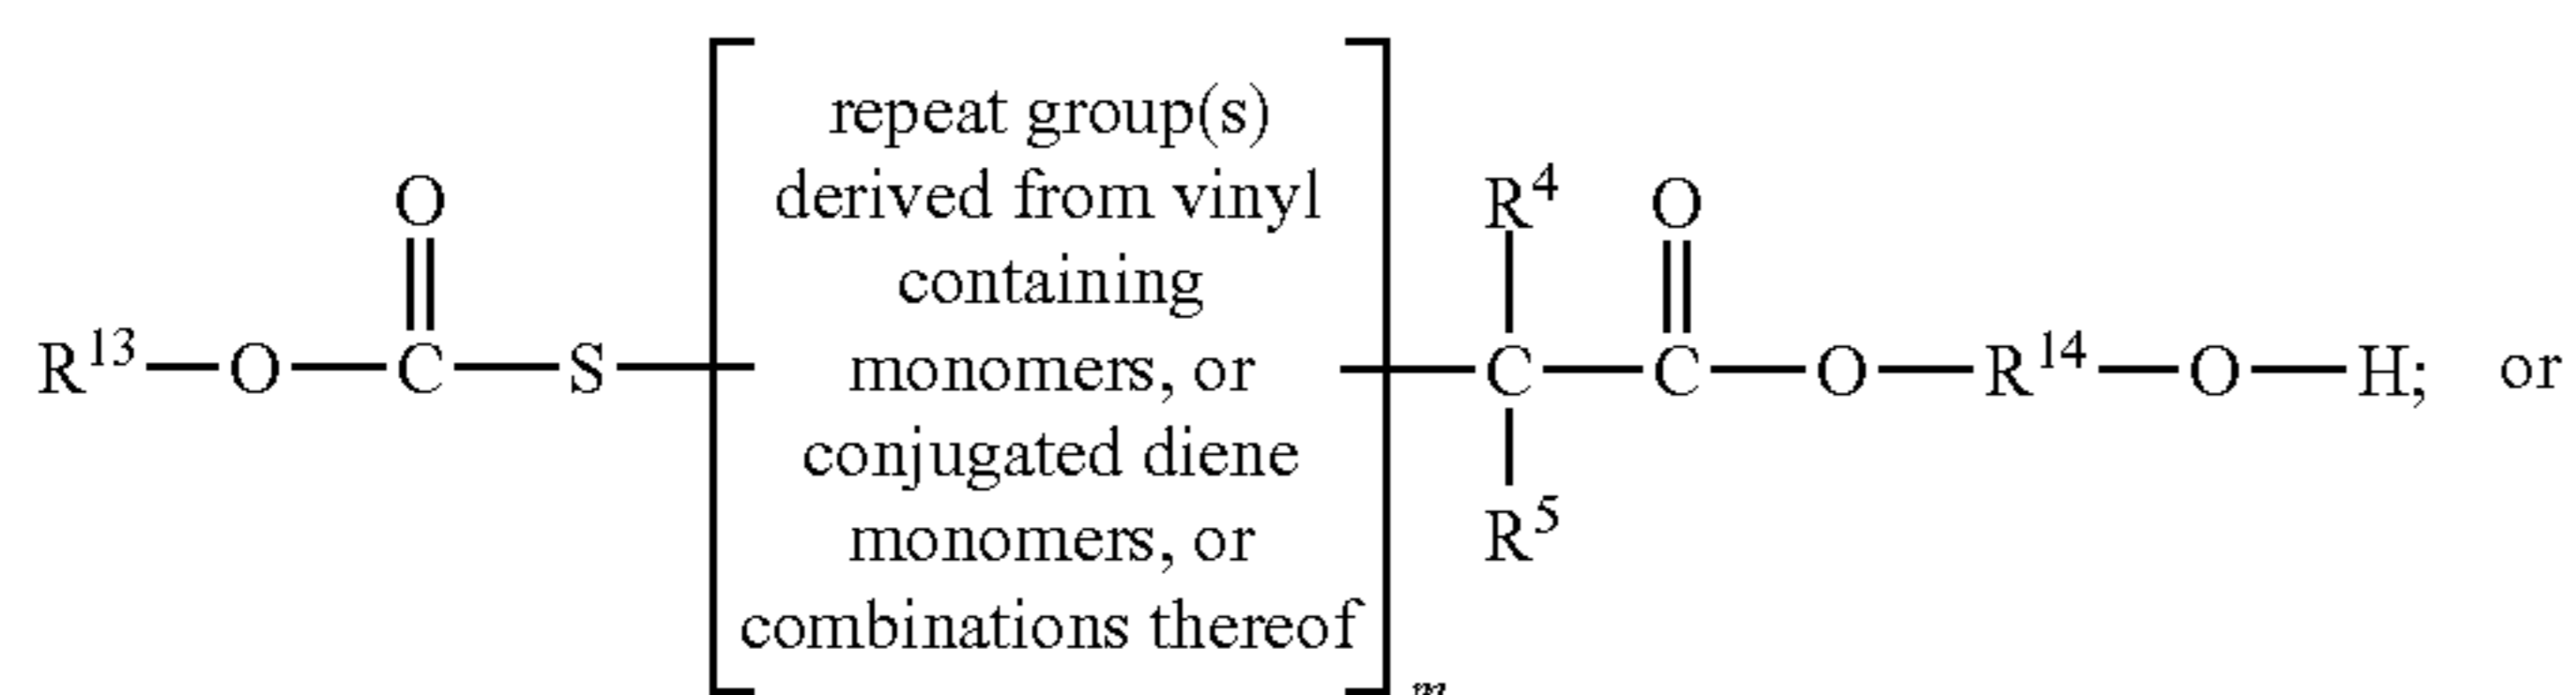 repeat group(s)
derived from vinyl
containing
monomers, or
conjugated diene
monomers, or
combinations thereof
O
R⁴ O
R¹³—O—C—S— —C—C—O—R¹⁴—O—H; or
R⁵
m